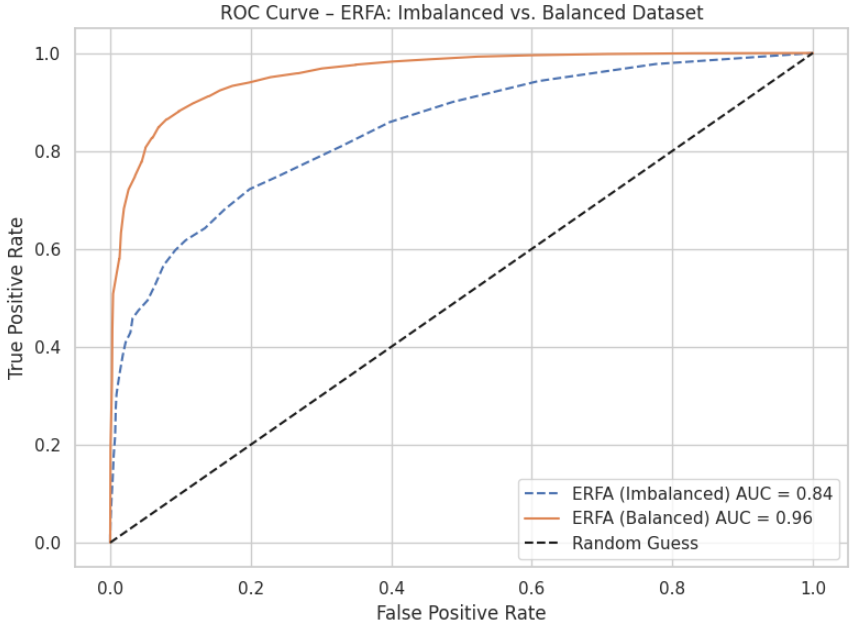 ROC Curve – ERFA: Imbalanced vs. Balanced Dataset
True Positive Rate
1.0
0.8
0.6
0.4
0.2
0.0
ERFA (Imbalanced) AUC = 0.84
ERFA (Balanced) AUC = 0.96
Random Guess
0.0 0.2 0.4 0.6 0.8 1.0
False Positive Rate